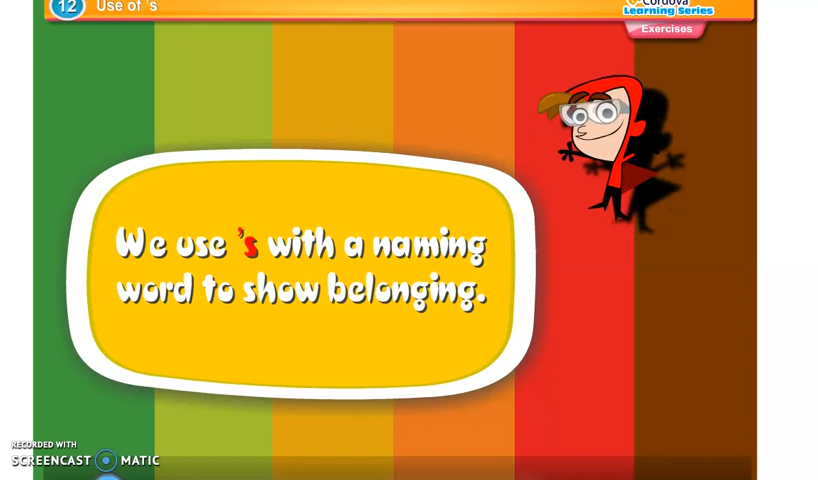 12 Use of 's
Cordova
Learning Series
Exercises
We use 's with a naming
word to show belonging.
RECORDED WITH
SCREENCAST MATIC